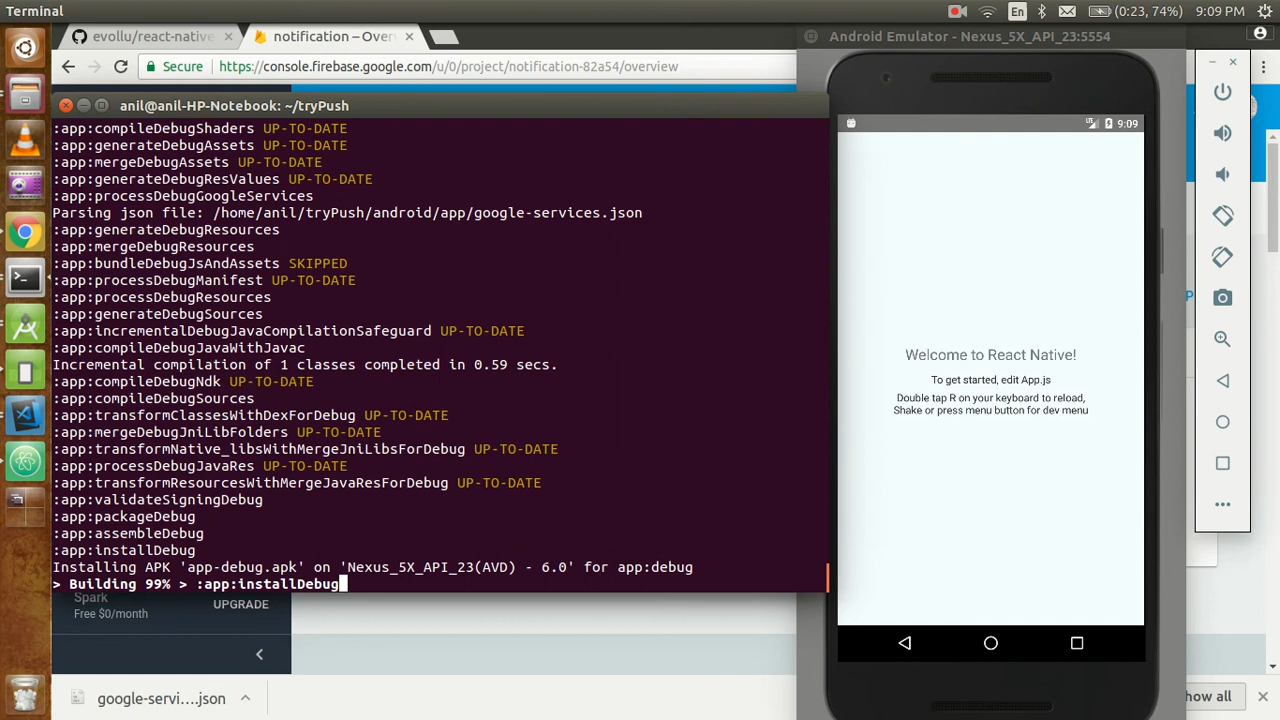 Terminal
En
(0:23, 74%)
9:09 PM
evollu/react-native
notification – Over
Secure
https://console.firebase.google.com/u/0/project/notification-82a54/overview
anil@anil-HP-Notebook: ~/tryPush
:app:compileDebugShaders UP-TO-DATE
:app:generateDebugAssets UP-TO-DATE
:app:mergeDebugAssets UP-TO-DATE
:app:generateDebugResValues UP-TO-DATE
:app:processDebugGoogleServices
Parsing json file: /home/anil/tryPush/android/app/google-services.json
:app:generateDebugResources
:app:mergeDebugResources
:app:bundleDebugJsAndAssets SKIPPED
:app:processDebugManifest UP-TO-DATE
:app:processDebugResources
:app:generateDebugSources
:app:incrementalDebugJavaCompilationSafeguard UP-TO-DATE
:app:compileDebugJavaWithJavac
Incremental compilation of 1 classes completed in 0.59 secs.
:app:compileDebugNdk UP-TO-DATE
:app:compileDebugSources
:app:transformClassesWithDexForDebug UP-TO-DATE
:app:mergeDebugJniLibFolders UP-TO-DATE
:app:transformNative_libsWithMergeJniLibsForDebug UP-TO-DATE
:app:processDebugJavaRes UP-TO-DATE
:app:transformResourcesWithMergeJavaResForDebug UP-TO-DATE
:app:validateSigningDebug
:app:packageDebug
:app:assembleDebug
:app:installDebug
Installing APK 'app-debug.apk' on 'Nexus_5X_API_23(AVD) - 6.0' for app:debug
> Building 99% > :app:installDebug
Spark
Free $0/month
UPGRADE
google-servi....json
Android Emulator - Nexus_5X_API_23:5554
LTE
9:09
Welcome to React Native!
To get started, edit App.js
Double tap R on your keyboard to reload,
Shake or press menu button for dev menu
P
how all